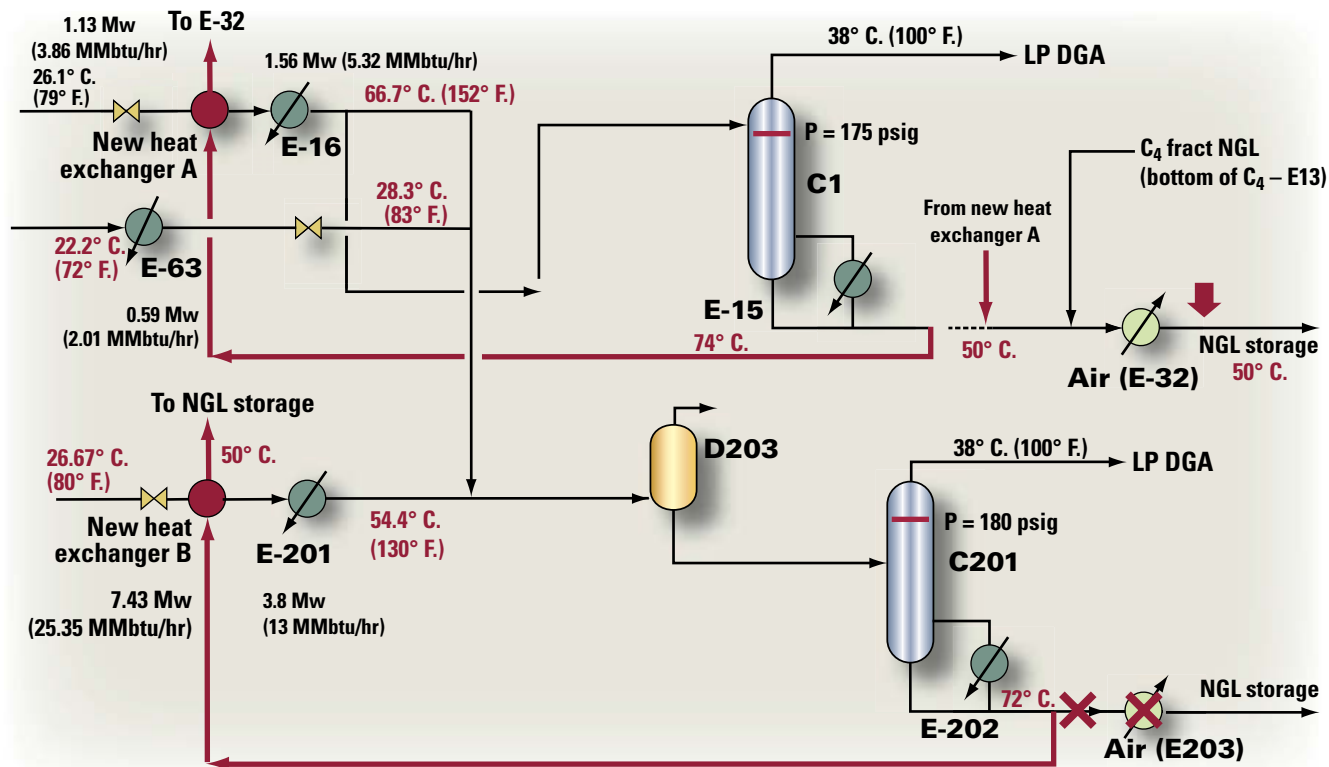 1.13 Mw
(3.86 MMbtu/hr)
26.1° C.
(79° F.)
To E-32
1.56 Mw (5.32 MMbtu/hr)
66.7° C. (152° F.)
New heat
exchanger A
E-16
28.3° C.
(83° F.)
22.2° C.
(72° F.)
E-63
0.59 Mw
(2.01 MMbtu/hr)
38° C. (100° F.)
LP DGA
P = 175 psig
C1
E-15
74° C.
From new heat
exchanger A
C4 fract NGL
(bottom of C4 – E13)
50° C.
Air (E-32)
NGL storage
50° C.
To NGL storage
26.67° C.
(80° F.)
50° C.
New heat
exchanger B
E-201
54.4° C.
(130° F.)
7.43 Mw
(25.35 MMbtu/hr)
3.8 Mw
(13 MMbtu/hr)
D203
38° C. (100° F.)
LP DGA
P = 180 psig
C201
E-202
72° C.
Air (E203)
NGL storage